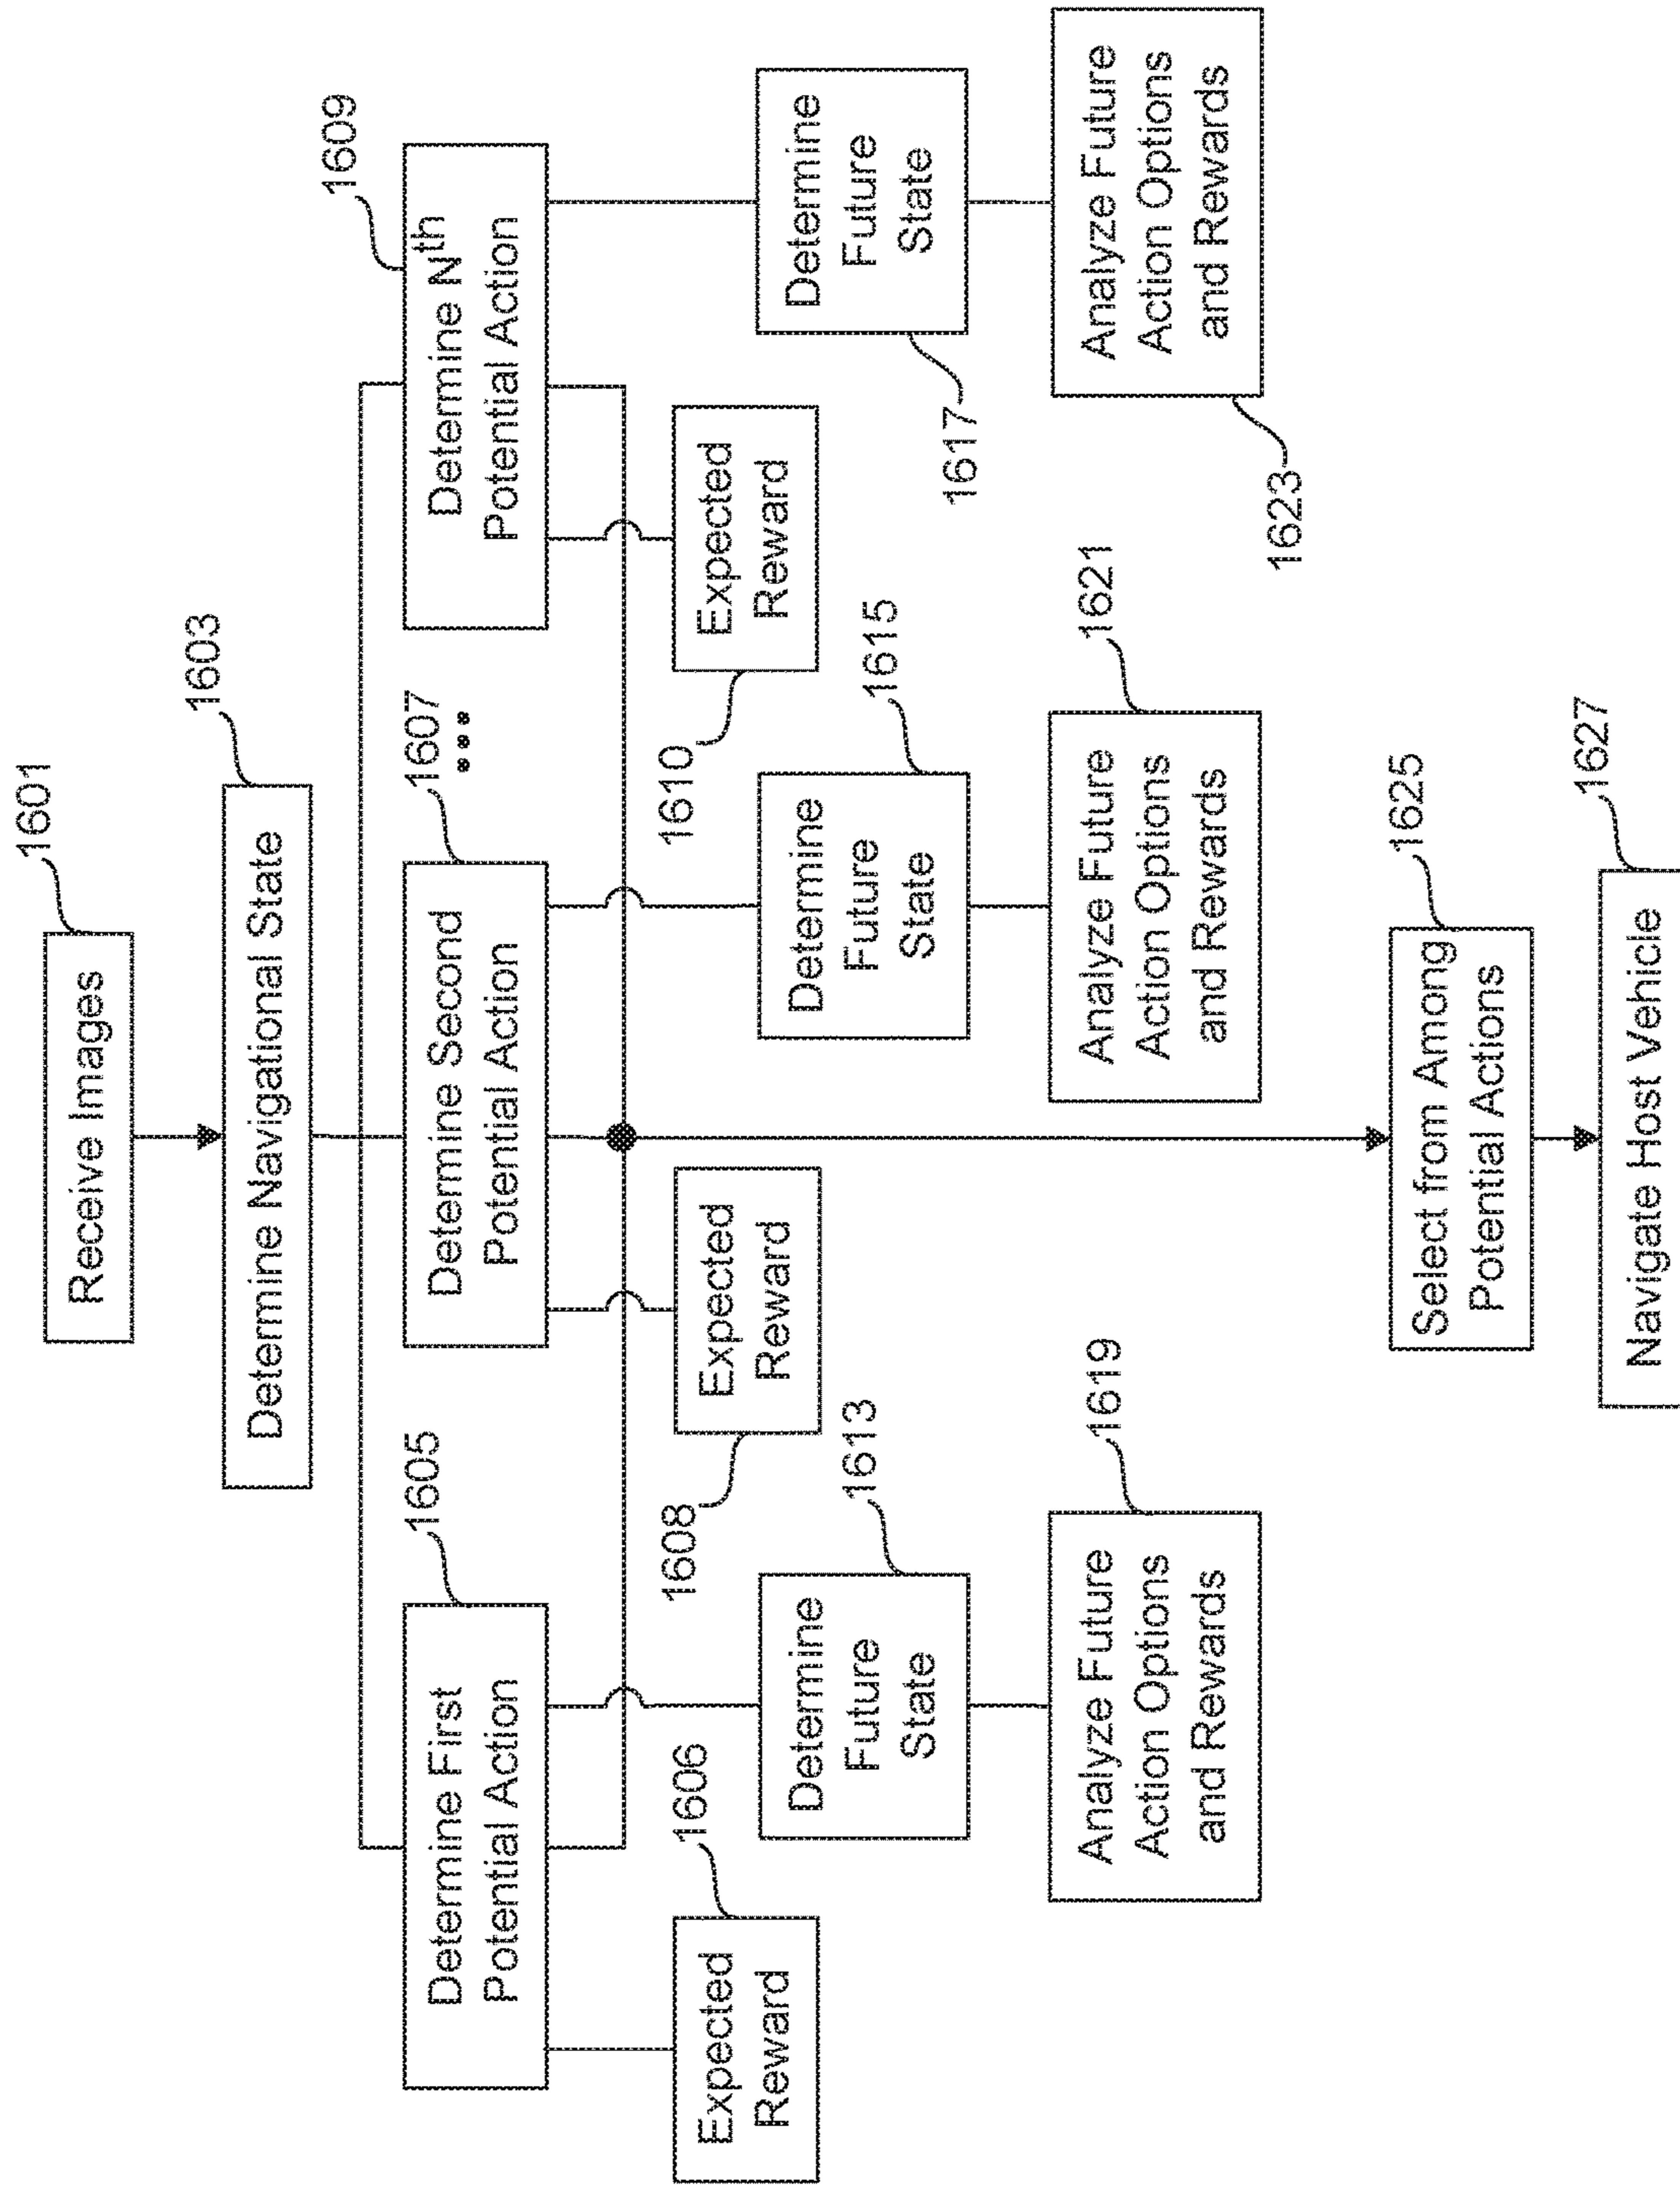 1601
Receive Images
1603
Determine Navigational State
1605
Determine First
Potential Action
1607
Determine Second
Potential Action
•••
1609
Determine Nth
Potential Action
1606
Expected
Reward
1608
Expected
Reward
1610
Expected
Reward
1613
Determine
Future
State
1615
Determine
Future
State
1617
Determine
Future
State
1619
Analyze Future
Action Options
and Rewards
1621
Analyze Future
Action Options
and Rewards
1623
Analyze Future
Action Options
and Rewards
1625
Select from Among
Potential Actions
1627
Navigate Host Vehicle